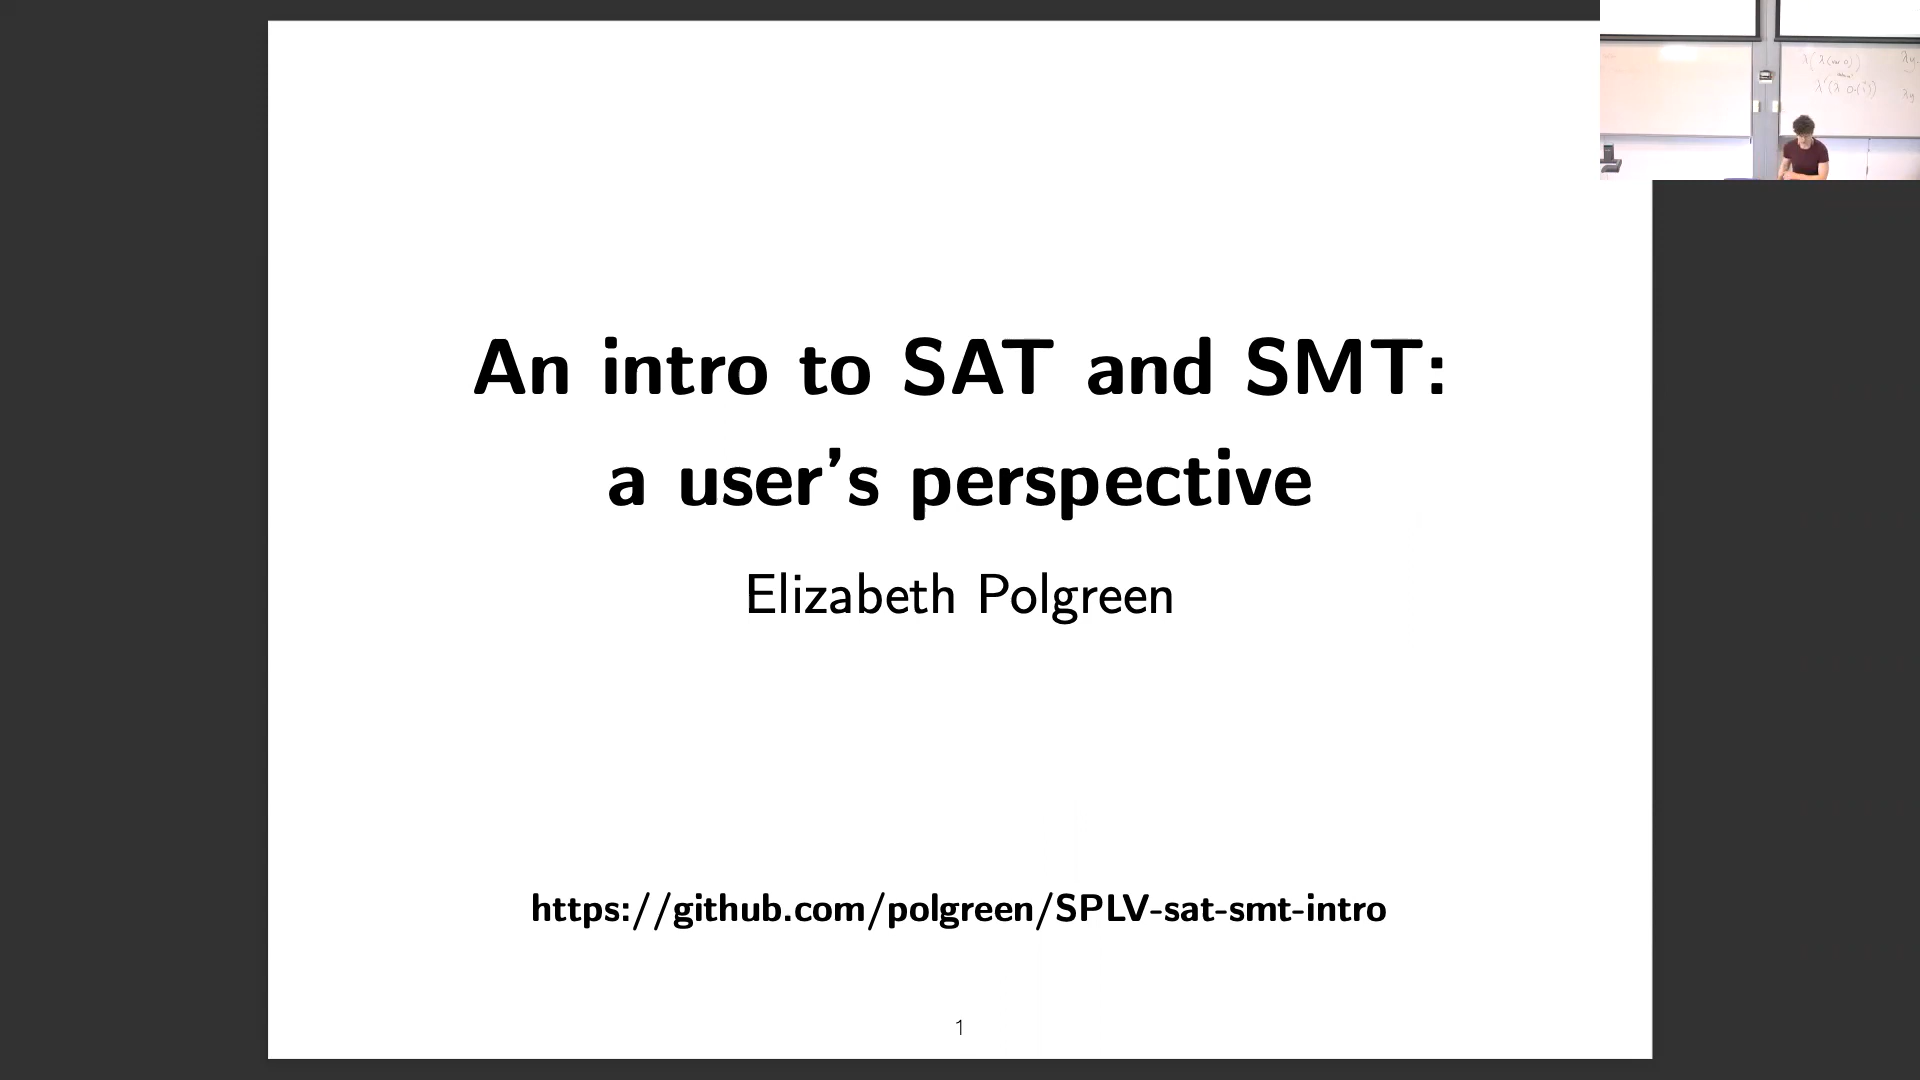 An intro to SAT and SMT:
a user's perspective
Elizabeth Polgreen
https://github.com/polgreen/SPLV-sat-smt-intro
1